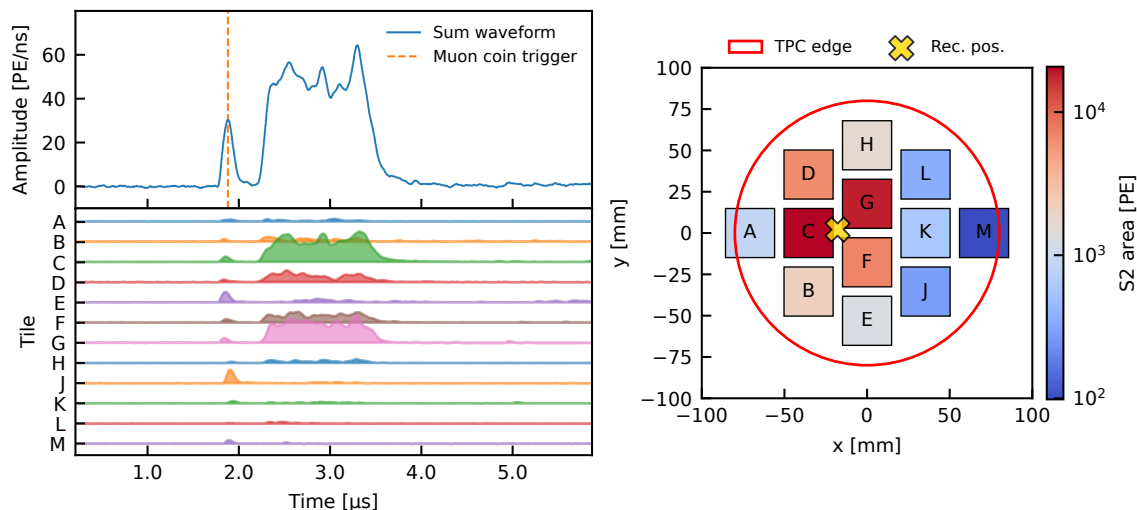 Amplitude [PE/ns]
60
40
20
0
Sum waveform
Muon coin trigger
Tile
A
B
C
D
E
F
G
H
J
K
L
M
1.0 2.0 3.0 4.0 5.0
Time [µs]
TPC edge Rec. pos.
y [mm]
100
75
50
25
0
−25
−50
−75
−100
H
D L
G
A C K M
F
B J
E
−100 −50 0 50 100
x [mm]
10⁴
10³
10²
S2 area [PE]